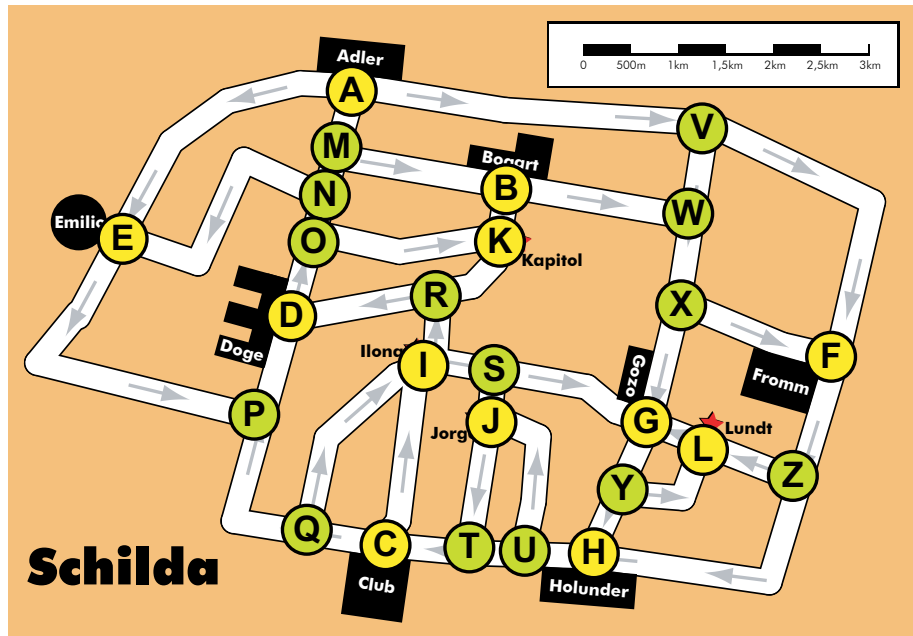 Adler
A
0 500m 1km 1,5km 2km 2,5km 3km
V
M
Bogart
B
N
W
Emilio
E
O
K
Kapitol
R
X
D
Doge
Ilona
I
S
Gozo
F
Fromm
P
J
Jorge
G
Lundt
L
Y
Z
Q
C
T
U
H
Schilda
Club
Holunder